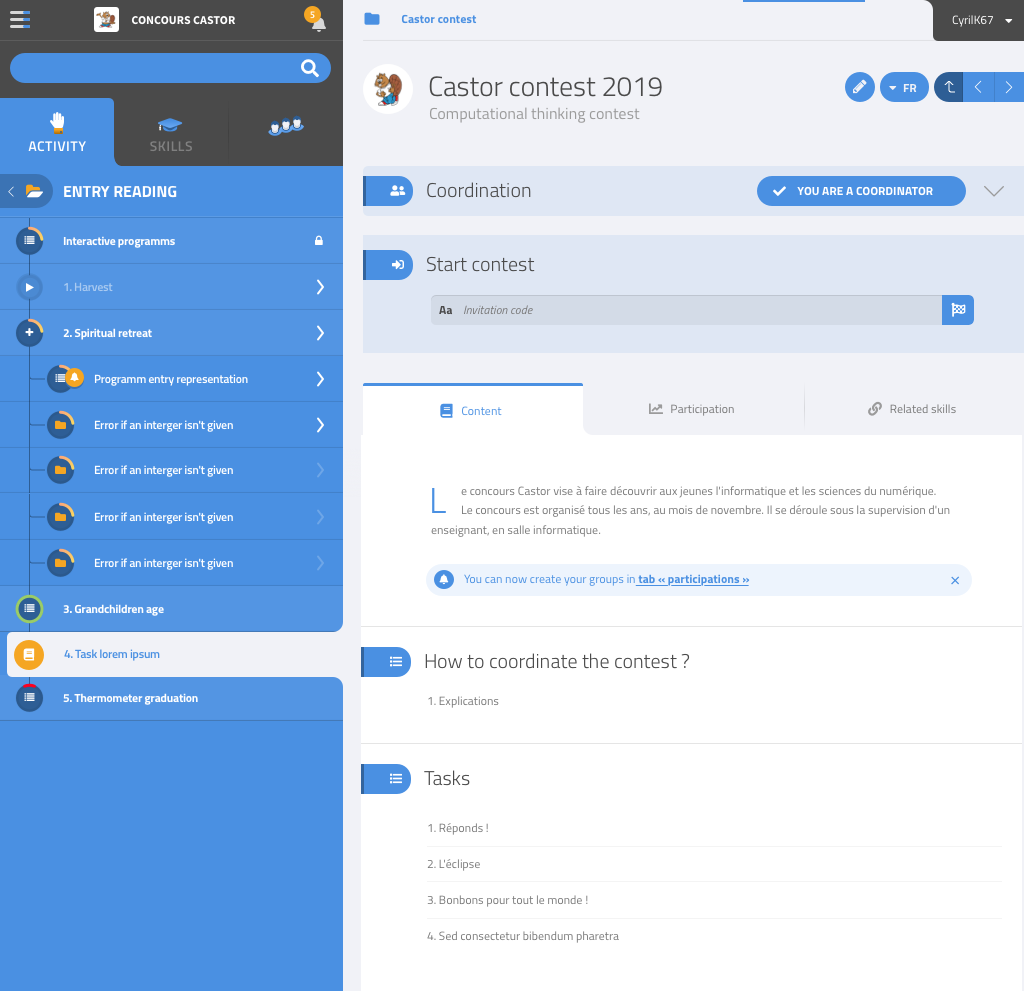 CONCOURS CASTOR
5
Castor contest
CyrilK67
Castor contest 2019
Computational thinking contest
FR
ACTIVITY
SKILLS
ENTRY READING
Interactive programms
1. Harvest
2. Spiritual retreat
Programm entry representation
Error if an interger isn't given
Error if an interger isn't given
Error if an interger isn't given
Error if an interger isn't given
3. Grandchildren age
4. Task lorem ipsum
5. Thermometer graduation
Coordination
YOU ARE A COORDINATOR
Start contest
Aa Invitation code
Content
Participation
Related skills
Le concours Castor vise à faire découvrir aux jeunes l'informatique et les sciences du numérique.
Le concours est organisé tous les ans, au mois de novembre. Il se déroule sous la supervision d'un
enseignant, en salle informatique.
You can now create your groups in tab « participations »
How to coordinate the contest ?
1. Explications
Tasks
1. Réponds !
2. L'éclipse
3. Bonbons pour tout le monde !
4. Sed consectetur bibendum pharetra